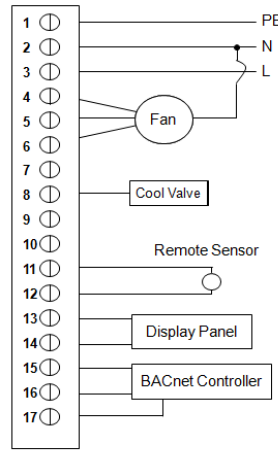 1 PE
2 N
3 L
4
5 Fan
6
7
8 Cool Valve
9
10
Remote Sensor
11
12
13
Display Panel
14
15
BACnet Controller
16
17